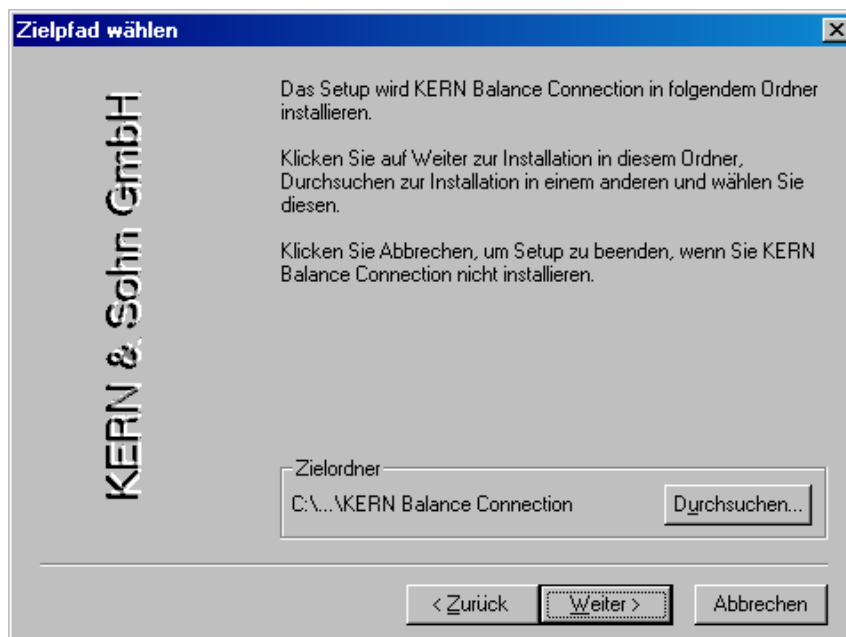 Zielpfad wählen
KERN & Sohn GmbH
Das Setup wird KERN Balance Connection in folgendem Ordner
installieren.
Klicken Sie auf Weiter zur Installation in diesem Ordner,
Durchsuchen zur Installation in einem anderen und wählen Sie
diesen.
Klicken Sie Abbrechen, um Setup zu beenden, wenn Sie KERN
Balance Connection nicht installieren.
Zielordner
C:\...\KERN Balance Connection
Durchsuchen...
< Zurück
Weiter >
Abbrechen